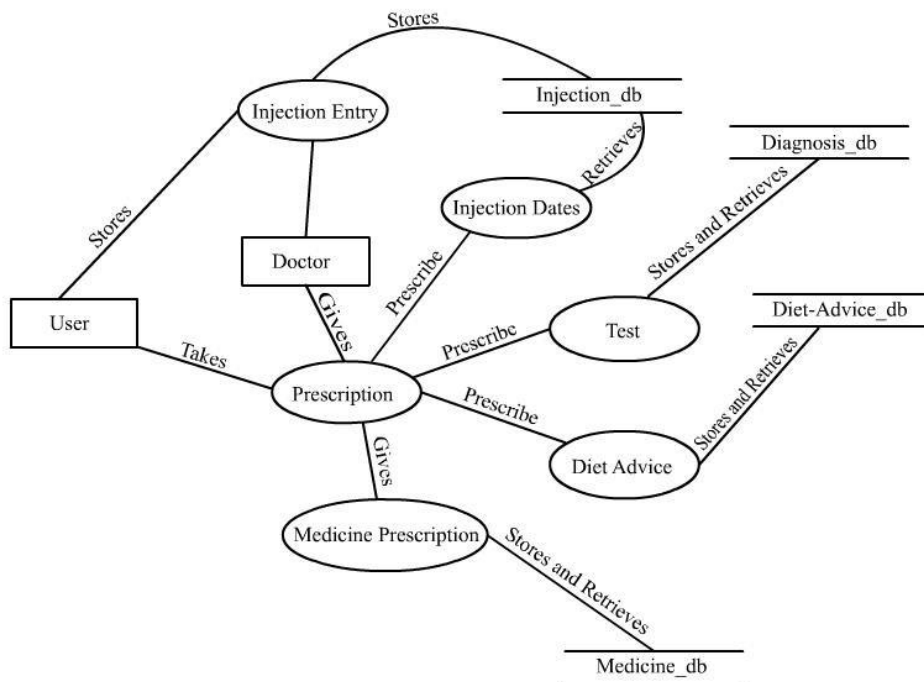 Stores
Injection Entry
Injection_db
Retrieves
Diagnosis_db
Stores
Injection Dates
Stores and Retrieves
Doctor
Prescribe
Gives
User
Prescribe
Test
Diet-Advice_db
Takes
Prescription
Prescribe
Stores and Retrieves
Gives
Diet Advice
Medicine Prescription
Stores and Retrieves
Medicine_db